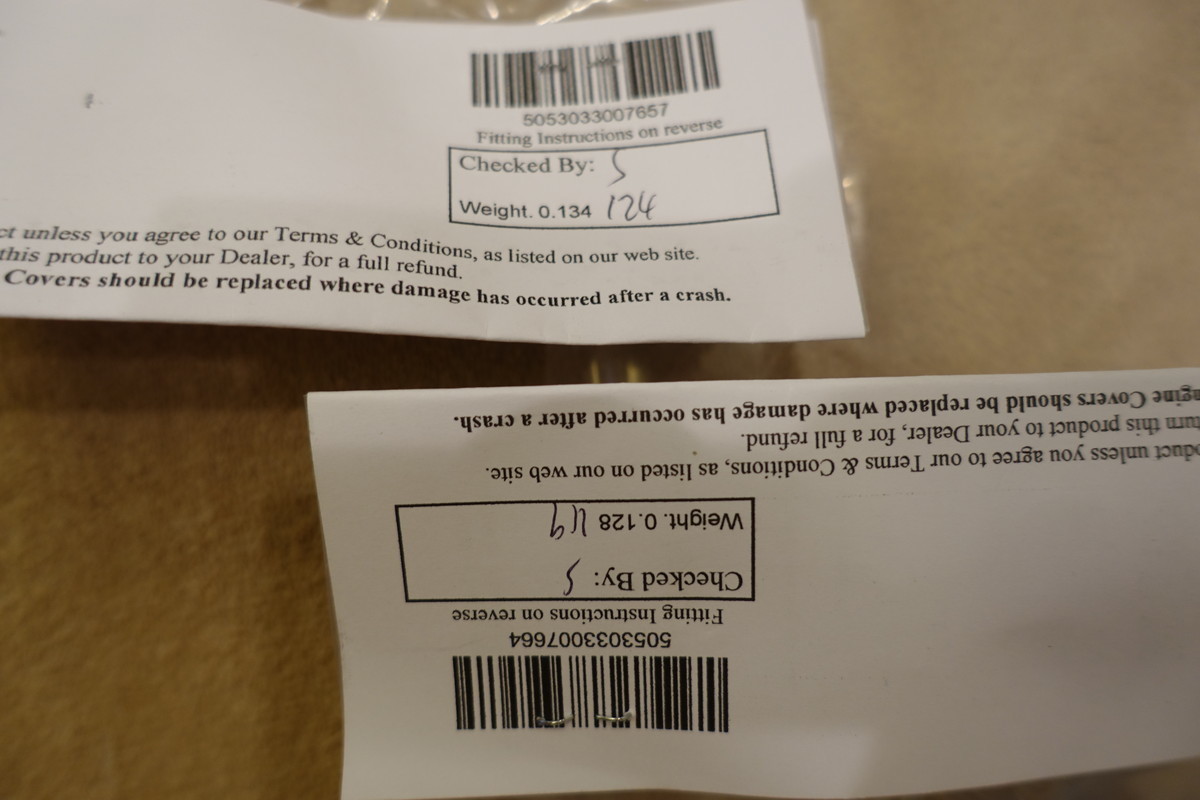 5053033007657
Fitting Instructions on reverse
Checked By: S
Weight. 0.134 124
ct unless you agree to our Terms & Conditions, as listed on our web site.
this product to your Dealer, for a full refund.
Covers should be replaced where damage has occurred after a crash.
5053033007664
Fitting Instructions on reverse
Checked By: S
Weight. 0.128 119
oduct unless you agree to our Terms & Conditions, as listed on our web site.
turn this product to your Dealer, for a full refund.
ngine Covers should be replaced where damage has occurred after a crash.